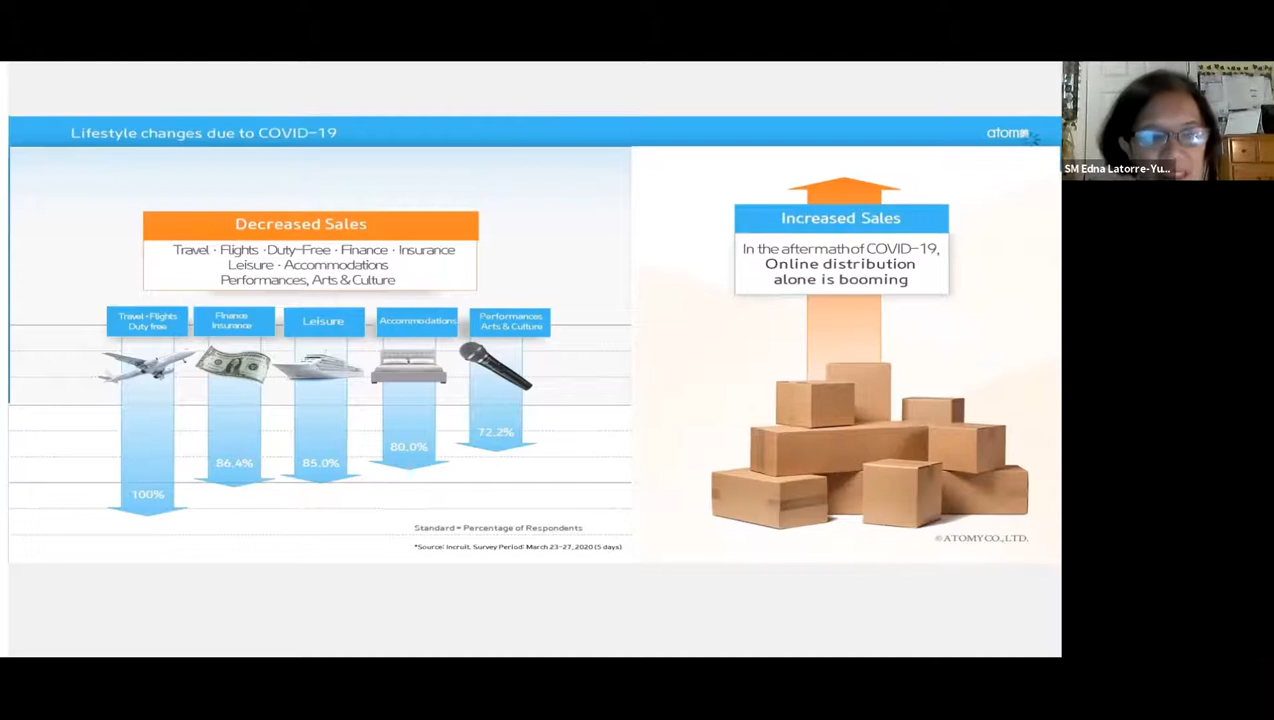 Lifestyle changes due to COVID-19
Decreased Sales
Travel · Flights · Duty-Free · Finance · Insurance
Leisure · Accommodations
Performances, Arts & Culture
Travel · Flights
Duty free
Finance
Insurance
Leisure
Accommodations
Performances
Arts & Culture
100%
86.4%
85.0%
80.0%
72.2%
Standard = Percentage of Respondents
*Source: Incruit, Survey Period: March 23-27, 2020 (5 days)
Increased Sales
In the aftermath of COVID-19,
Online distribution
alone is booming
© ATOMY CO., LTD.
SM Edna Latorre-Yu...